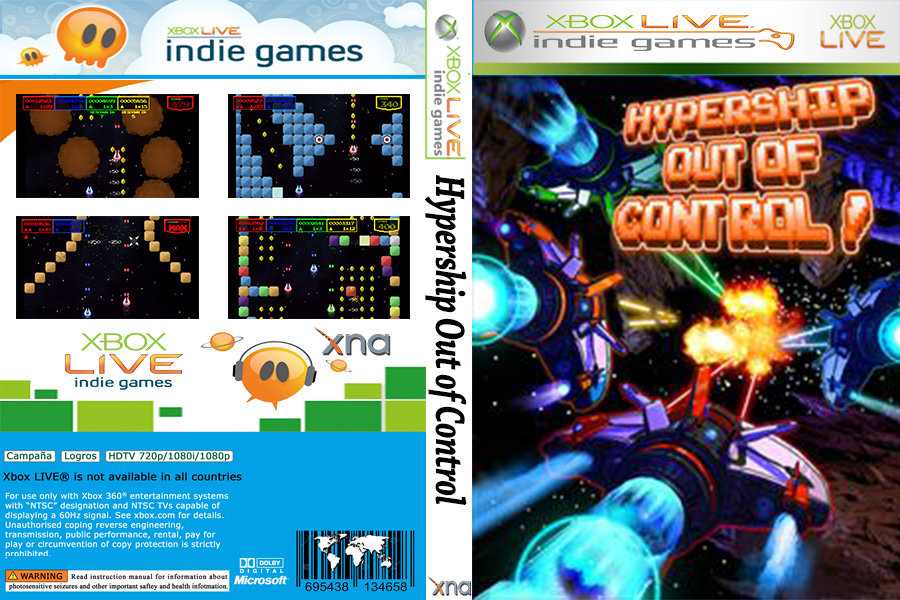 XBOX LIVE
indie games
340
MAX
400
XBOX
LIVE
indie games
xna
Campaña Logros HDTV 720p/1080i/1080p
Xbox LIVE® is not available in all countries
For use only with Xbox 360® entertainment systems
with “NTSC” designation and NTSC TVs capable of
displaying a 60Hz signal. See xbox.com for details.
Unauthorised coping reverse engineering,
transmission, public performance, rental, pay for
play or circumvention of copy protection is strictly
prohibited.
WARNING Read instruction manual for information about
photosensitive seizures and other important saftey and health infotmation.
DOLBY
DIGITAL
Microsoft
695438 134658
XBOX LIVE
indie games
Hypership Out of Control
xna
XBOX LIVE
indie games
XBOX
LIVE
HYPERSHIP
OUT OF
CONTROL!